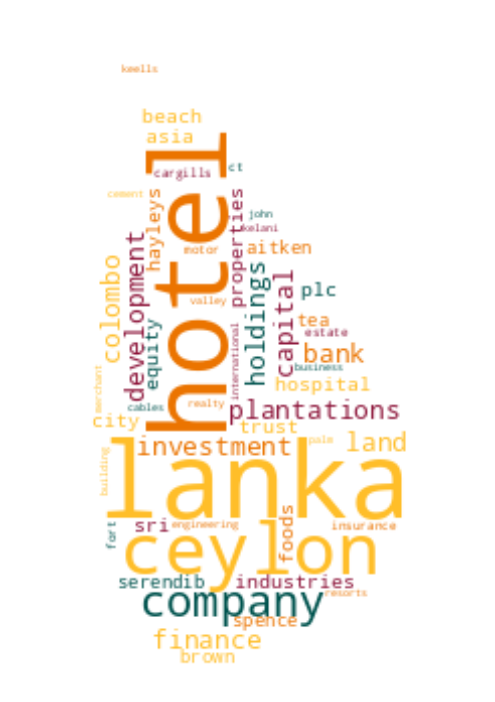 keells
beach
asia
cargills
ct
cement
hayleys
hotel
properties
john
kelani
motor
aitken
colombo
development
valley
holdings
capital
plc
tea
estate
equity
international
bank
business
merchant
hospital
cables
realty
plantations
city
trust
investment
palm
land
building
lanka
fort
sri
engineering
foods
insurance
ceylon
serendib
industries
company
resorts
spence
finance
brown